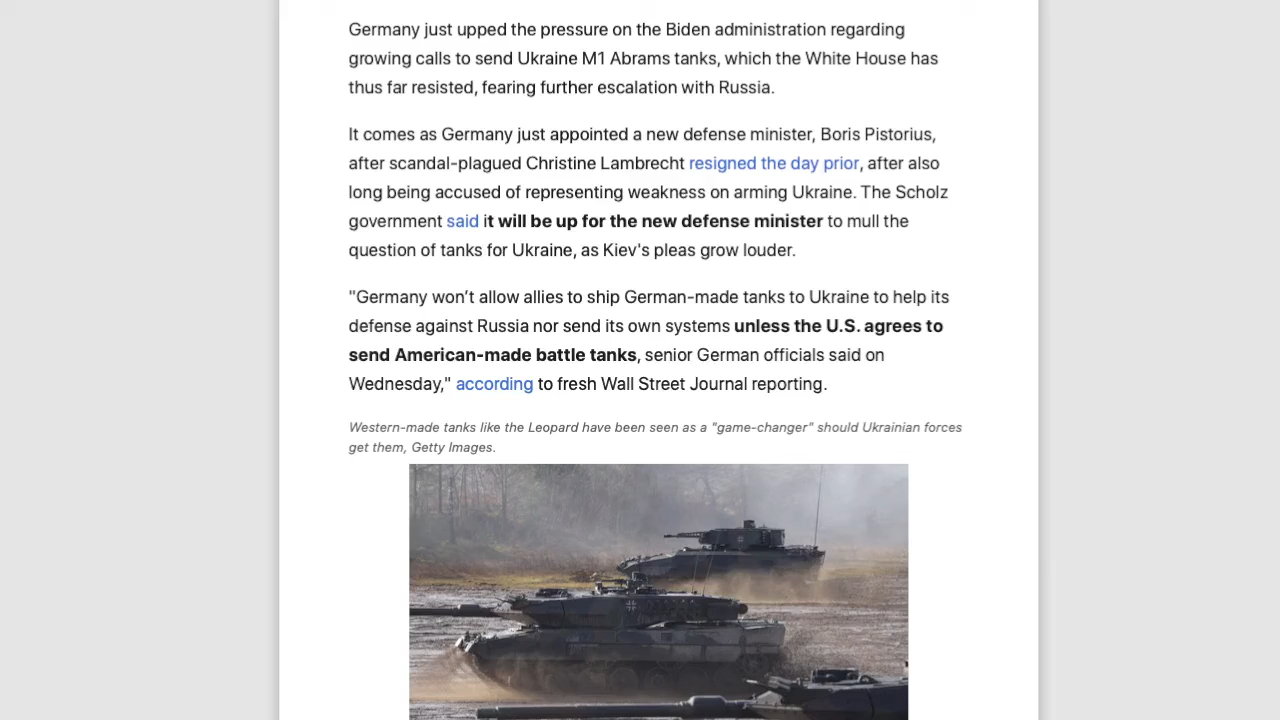 Germany just upped the pressure on the Biden administration regarding
growing calls to send Ukraine M1 Abrams tanks, which the White House has
thus far resisted, fearing further escalation with Russia.
It comes as Germany just appointed a new defense minister, Boris Pistorius,
after scandal-plagued Christine Lambrecht resigned the day prior, after also
long being accused of representing weakness on arming Ukraine. The Scholz
government said it will be up for the new defense minister to mull the
question of tanks for Ukraine, as Kiev's pleas grow louder.
"Germany won’t allow allies to ship German-made tanks to Ukraine to help its
defense against Russia nor send its own systems unless the U.S. agrees to
send American-made battle tanks, senior German officials said on
Wednesday," according to fresh Wall Street Journal reporting.
Western-made tanks like the Leopard have been seen as a "game-changer" should Ukrainian forces
get them, Getty Images.